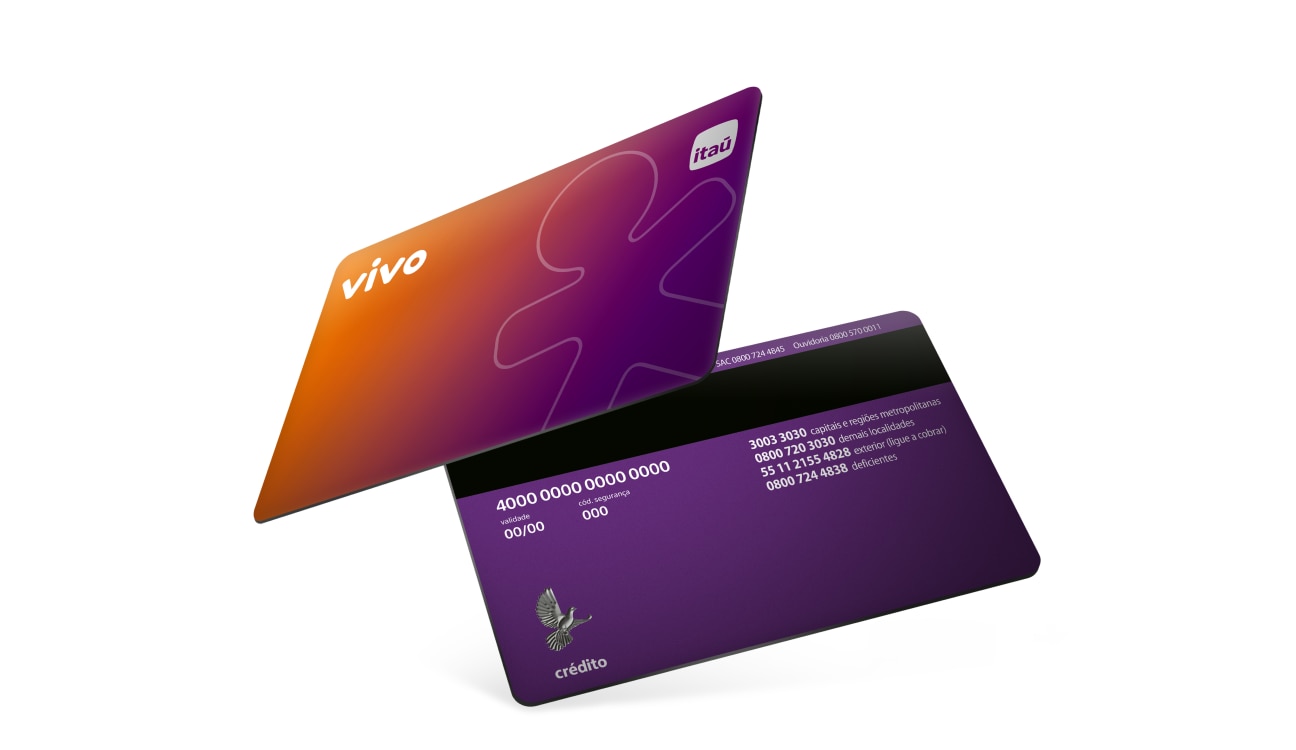 vivo
itaú
SAC 0800 724 4845 Ouvidoria 0800 570 0011
3003 3030 capitais e regiões metropolitanas
0800 720 3030 demais localidades
55 11 2155 4828 exterior (ligue a cobrar)
0800 724 4838 deficientes
4000 0000 0000 0000
validade cód. segurança
00/00 000
crédito